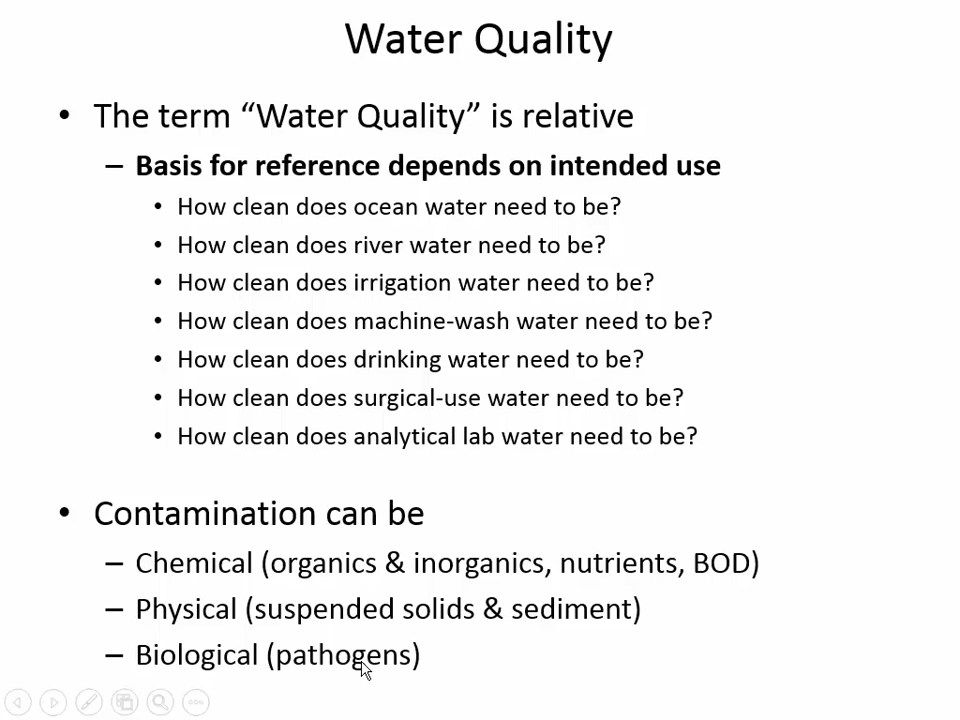 Water Quality
• The term “Water Quality” is relative
– Basis for reference depends on intended use
• How clean does ocean water need to be?
• How clean does river water need to be?
• How clean does irrigation water need to be?
• How clean does machine-wash water need to be?
• How clean does drinking water need to be?
• How clean does surgical-use water need to be?
• How clean does analytical lab water need to be?
• Contamination can be
– Chemical (organics & inorganics, nutrients, BOD)
– Physical (suspended solids & sediment)
– Biological (pathogens)